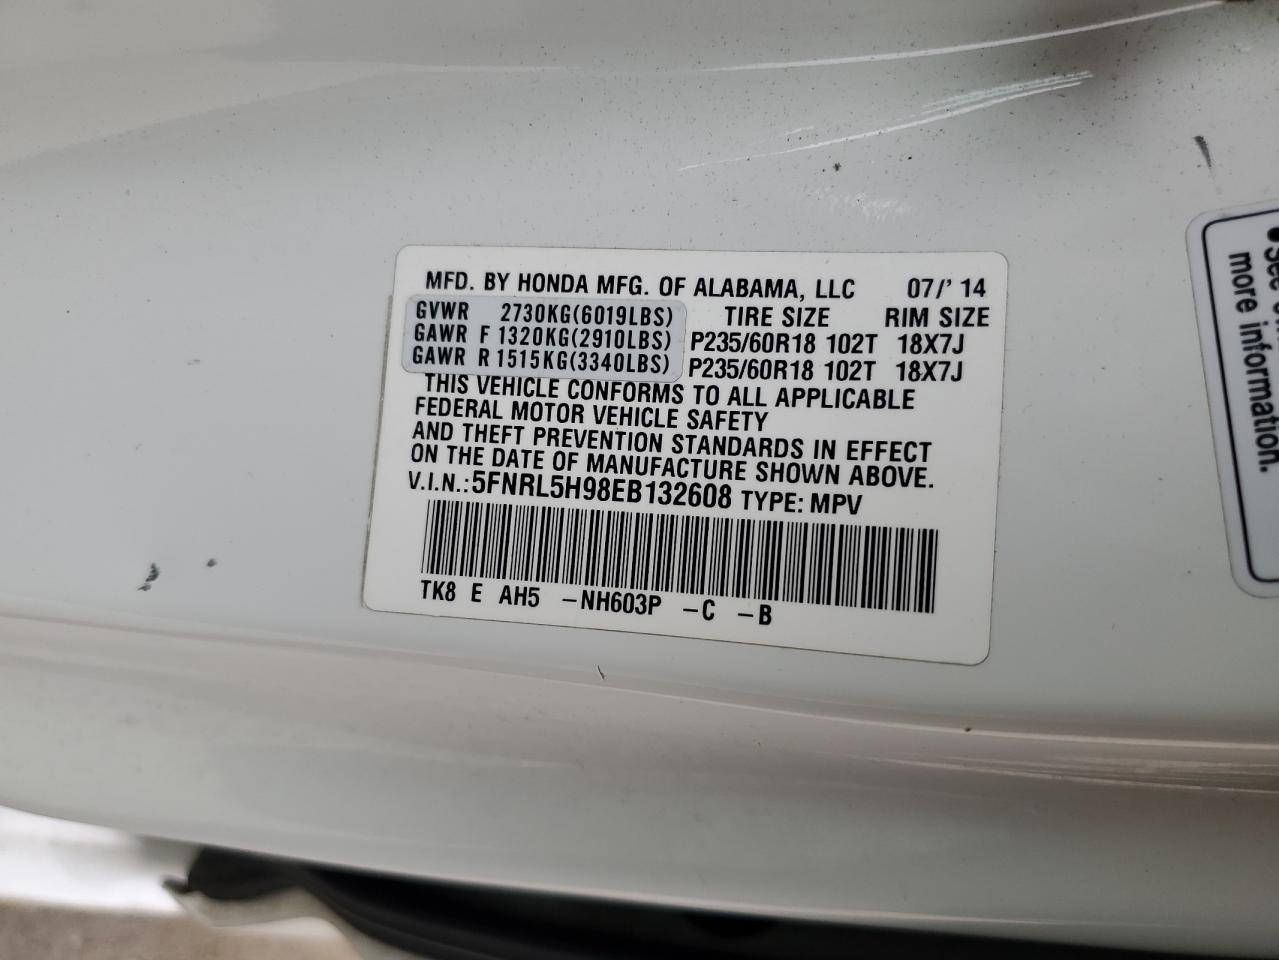 MFD. BY HONDA MFG. OF ALABAMA, LLC 07/' 14
GVWR 2730KG(6019LBS) TIRE SIZE RIM SIZE
GAWR F 1320KG(2910LBS) P235/60R18 102T 18X7J
GAWR R 1515KG(3340LBS) P235/60R18 102T 18X7J
THIS VEHICLE CONFORMS TO ALL APPLICABLE
FEDERAL MOTOR VEHICLE SAFETY
AND THEFT PREVENTION STANDARDS IN EFFECT
ON THE DATE OF MANUFACTURE SHOWN ABOVE.
V.I.N.:5FNRL5H98EB132608 TYPE: MPV
TK8 E AH5 -NH603P -C -B
•See
more information.